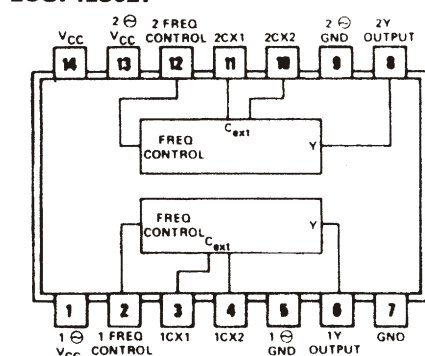 2 ⊖ 2 FREQ 2 ⊖ 2Y
VCC VCC CONTROL 2CX1 2CX2 GND OUTPUT
14 13 12 11 10 9 8
Cext
FREQ
CONTROL
Y
FREQ
CONTROL
Y
Cext
1 2 3 4 5 6 7
1 ⊖ 1 FREQ 1CX1 1CX2 1 ⊖ 1Y GND
VCC CONTROL GND OUTPUT